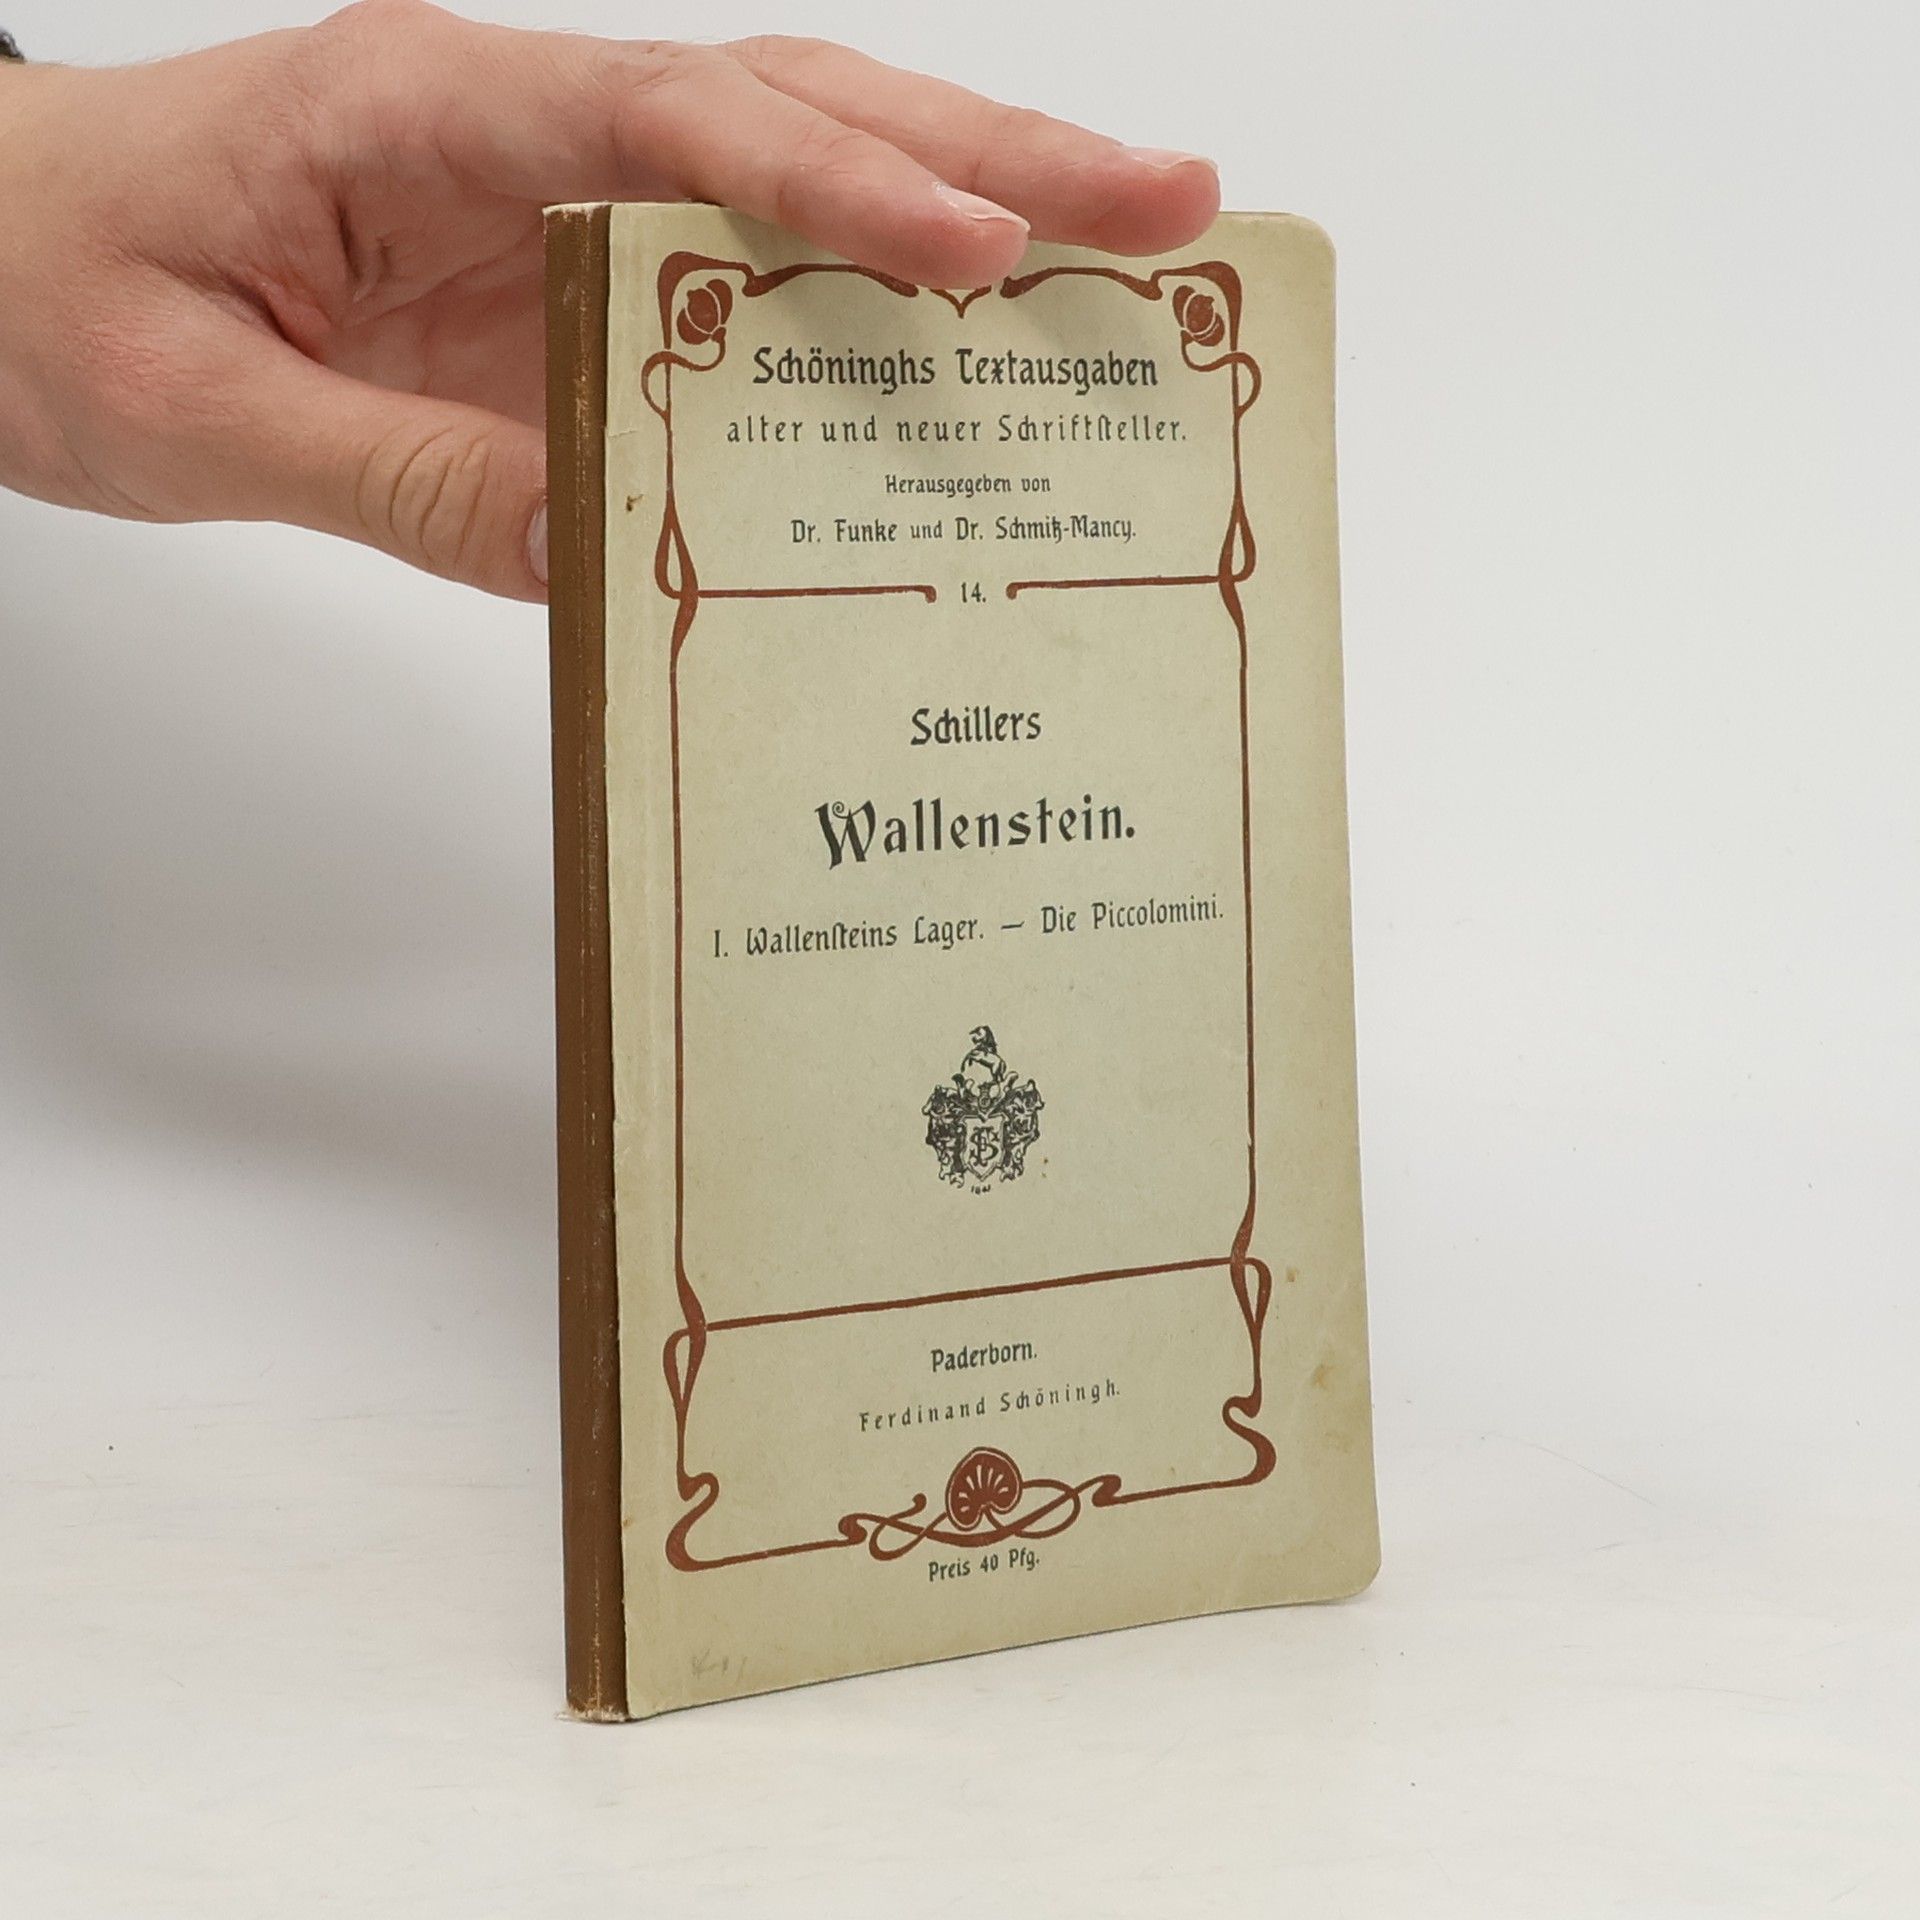 Schöninghs Textausgaben
alter und neuer Schriftſteller.
Herausgegeben von
Dr. Funke und Dr. Schmitz-Mancy.
14.
Schillers
Wallenstein.
I. Wallenſteins Lager. — Die Piccolomini.
FS
Paderborn.
Ferdinand Schöningh.
Preis 40 Pfg.